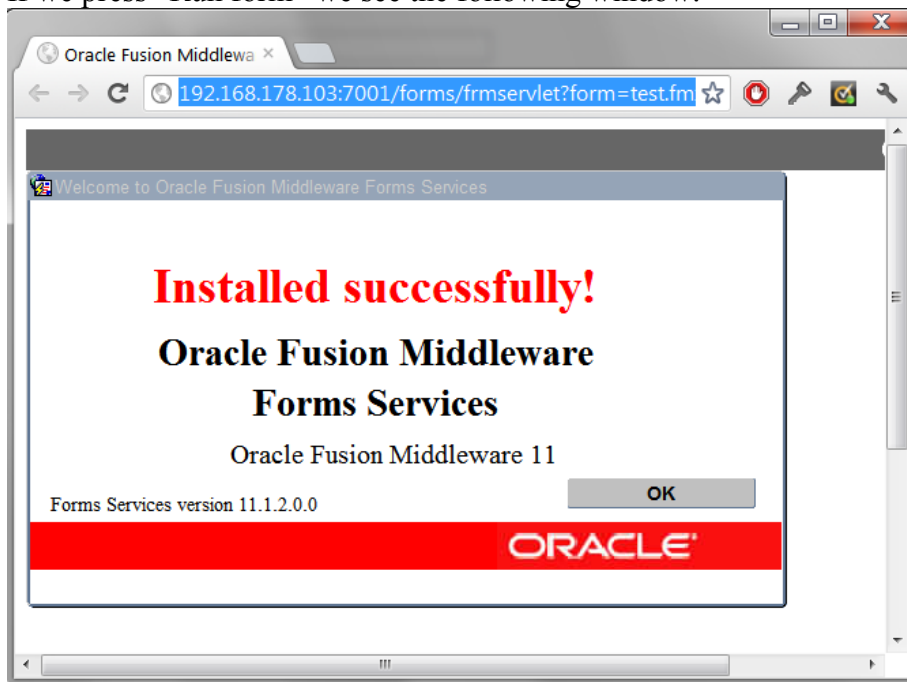 Oracle Fusion Middlewa
192.168.178.103:7001/forms/frmservlet?form=test.fm
Welcome to Oracle Fusion Middleware Forms Services
Installed successfully!
Oracle Fusion Middleware
Forms Services
Oracle Fusion Middleware 11
OK
Forms Services version 11.1.2.0.0
ORACLE